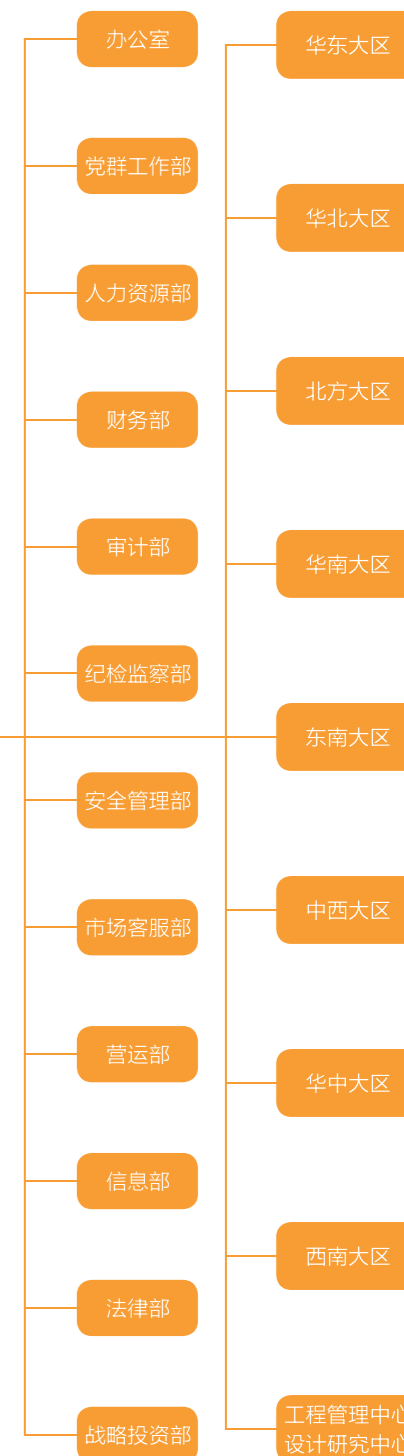 办公室
党群工作部
人力资源部
财务部
审计部
纪检监察部
安全管理部
市场客服部
营运部
信息部
法律部
战略投资部
华东大区
华北大区
北方大区
华南大区
东南大区
中西大区
华中大区
西南大区
工程管理中心
设计研究中心